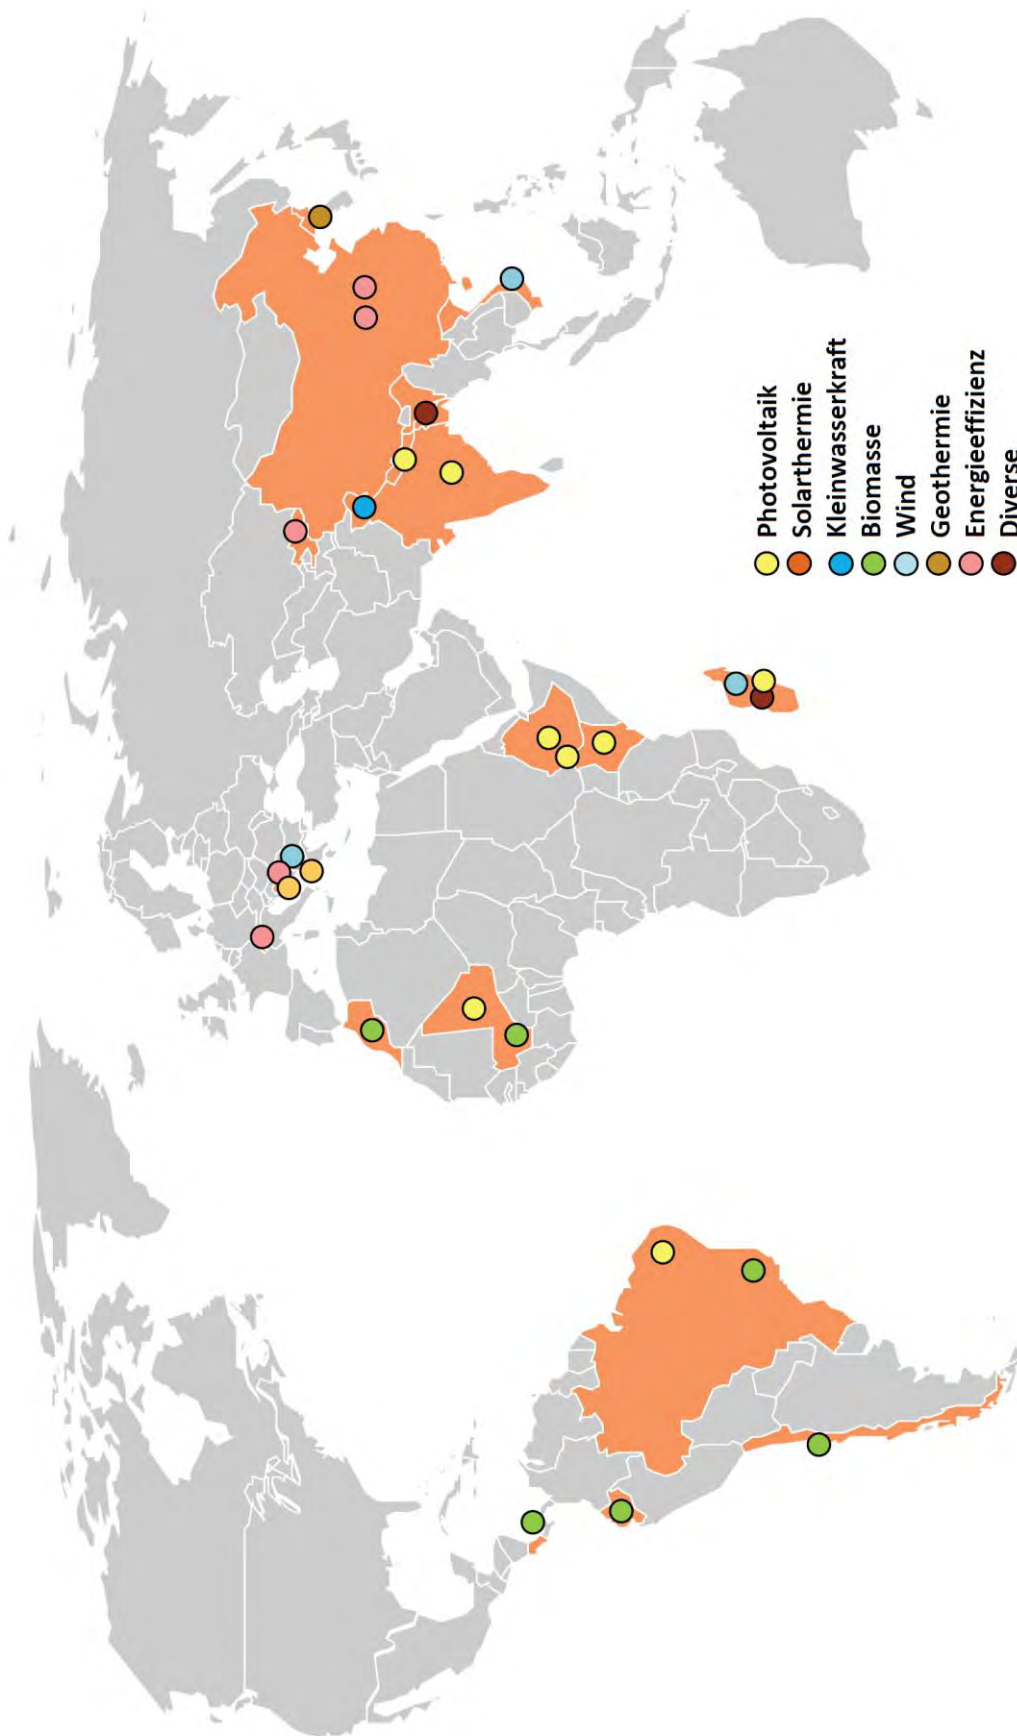 Photovoltaik
Solarthermie
Kleinwasserkraft
Biomasse
Wind
Geothermie
Energieeffizienz
Diverse